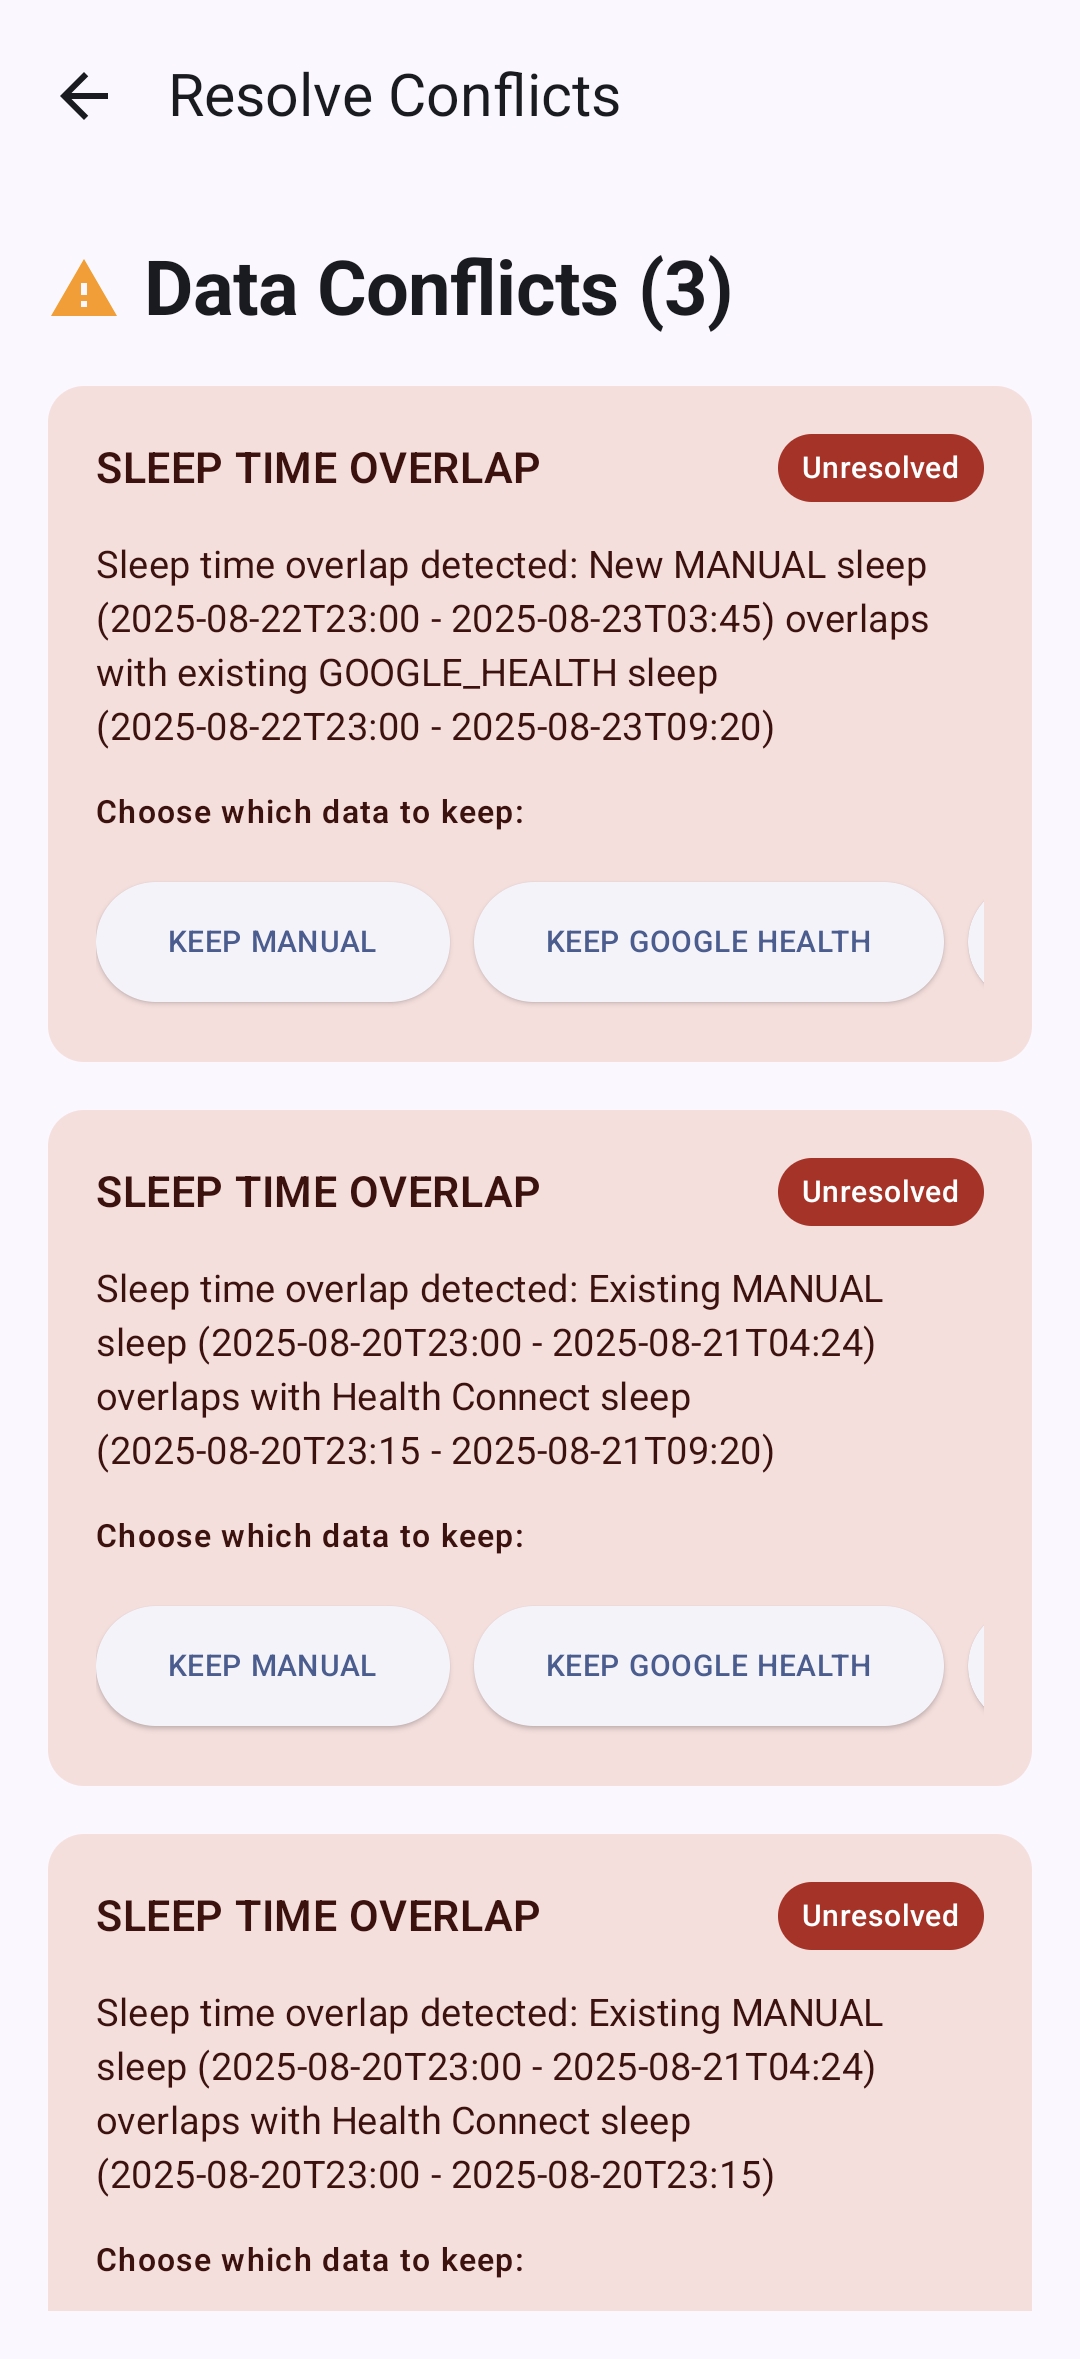 Resolve Conflicts
Data Conflicts (3)
SLEEP TIME OVERLAP
Unresolved
Sleep time overlap detected: New MANUAL sleep
(2025-08-22T23:00 - 2025-08-23T03:45) overlaps
with existing GOOGLE_HEALTH sleep
(2025-08-22T23:00 - 2025-08-23T09:20)
Choose which data to keep:
KEEP MANUAL
KEEP GOOGLE HEALTH
SLEEP TIME OVERLAP
Unresolved
Sleep time overlap detected: Existing MANUAL
sleep (2025-08-20T23:00 - 2025-08-21T04:24)
overlaps with Health Connect sleep
(2025-08-20T23:15 - 2025-08-21T09:20)
Choose which data to keep:
KEEP MANUAL
KEEP GOOGLE HEALTH
SLEEP TIME OVERLAP
Unresolved
Sleep time overlap detected: Existing MANUAL
sleep (2025-08-20T23:00 - 2025-08-21T04:24)
overlaps with Health Connect sleep
(2025-08-20T23:00 - 2025-08-20T23:15)
Choose which data to keep: